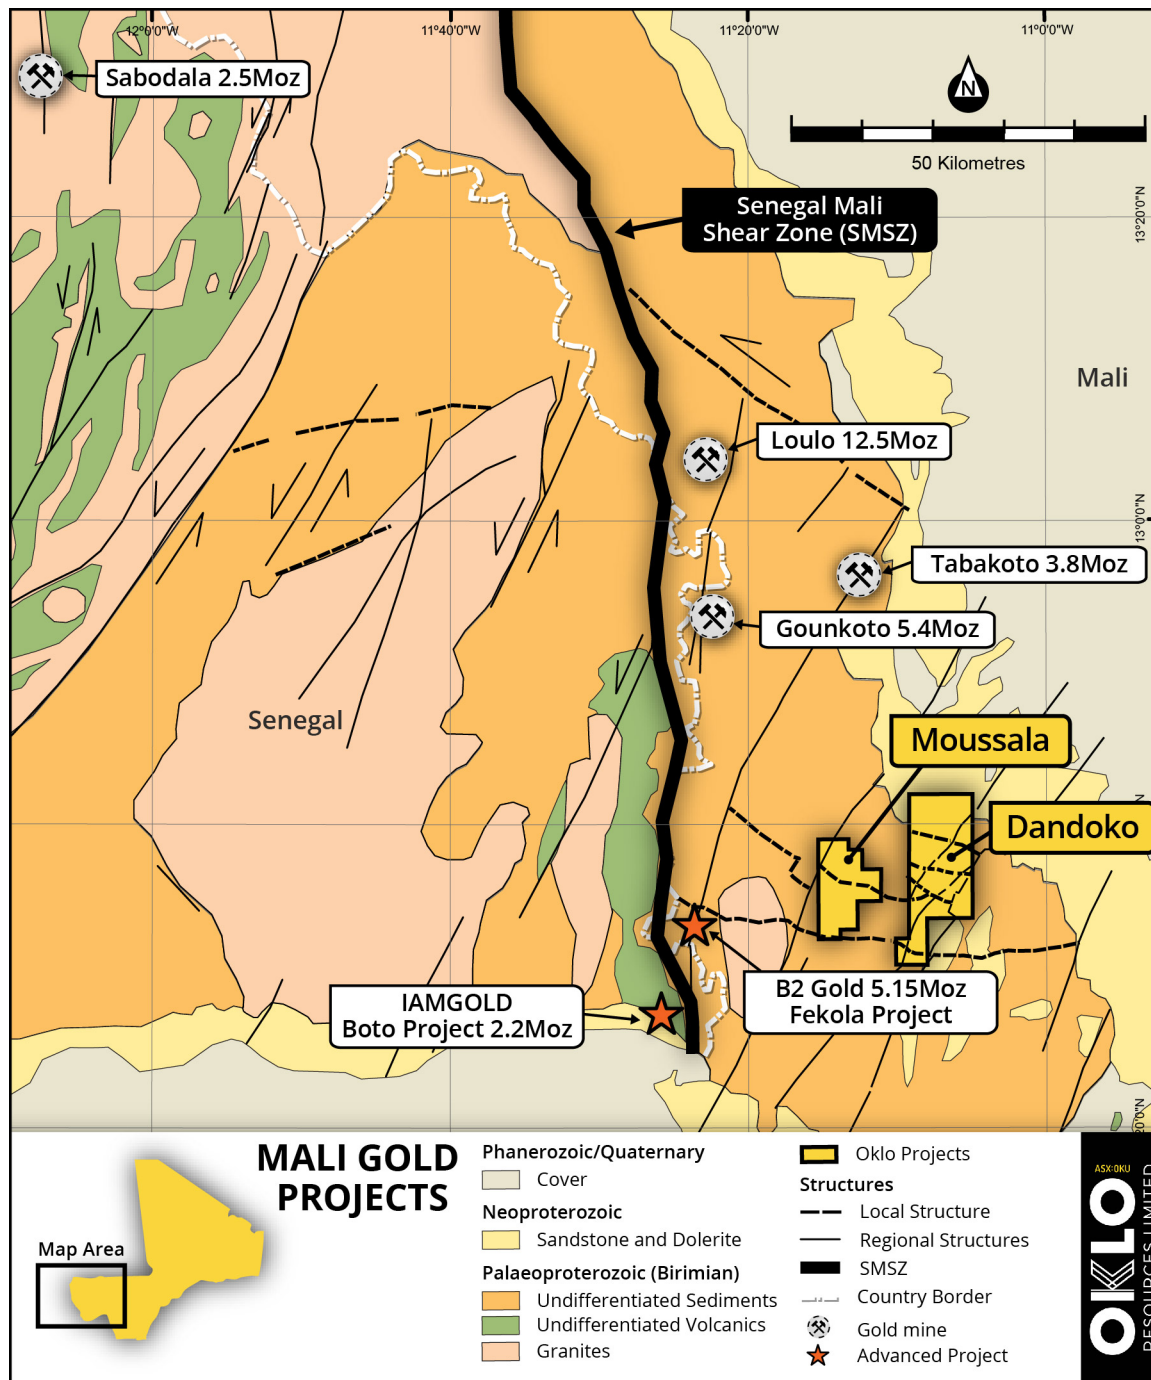 12°0'0"W
11°40'0"W
11°20'0"W
11°0'0"W
Sabodala 2.5Moz
N
50 Kilometres
Senegal Mali
Shear Zone (SMSZ)
13°20'0"N
Mali
Loulo 12.5Moz
13°0'0"N
Tabakoto 3.8Moz
Gounkoto 5.4Moz
Senegal
Moussala
Dandoko
IAMGOLD
Boto Project 2.2Moz
B2 Gold 5.15Moz
Fekola Project
20'0"N
MALI GOLD
PROJECTS
Map Area
Phanerozoic/Quaternary
Cover
Neoproterozoic
Sandstone and Dolerite
Palaeoproterozoic (Birimian)
Undifferentiated Sediments
Undifferentiated Volcanics
Granites
Oklo Projects
Structures
Local Structure
Regional Structures
SMSZ
Country Border
Gold mine
Advanced Project
ASX:OKU
OKLO
RESOURCES LIMITED